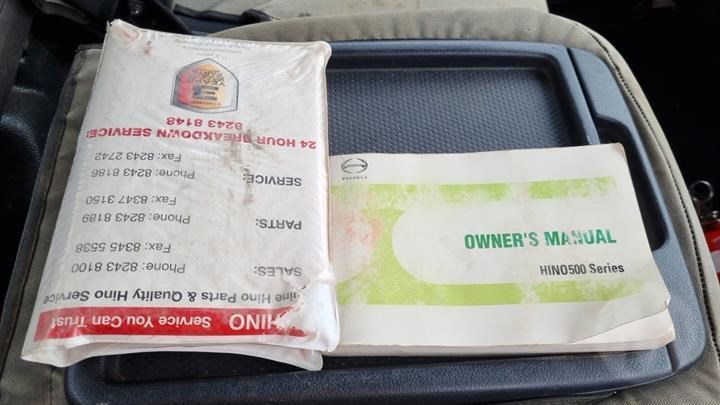 HINO
Service You Can Trust
Hino Parts & Quality Hino Service
SALES:
Phone: 8243 8100
Fax: 8345 5538
PARTS:
Phone: 8243 8189
Fax: 8347 3150
SERVICE:
Phone: 8243 8186
Fax: 8243 2742
24 HOUR BREAKDOWN SERVICE:
8243 8148
OWNER'S MANUAL
HINO500 Series